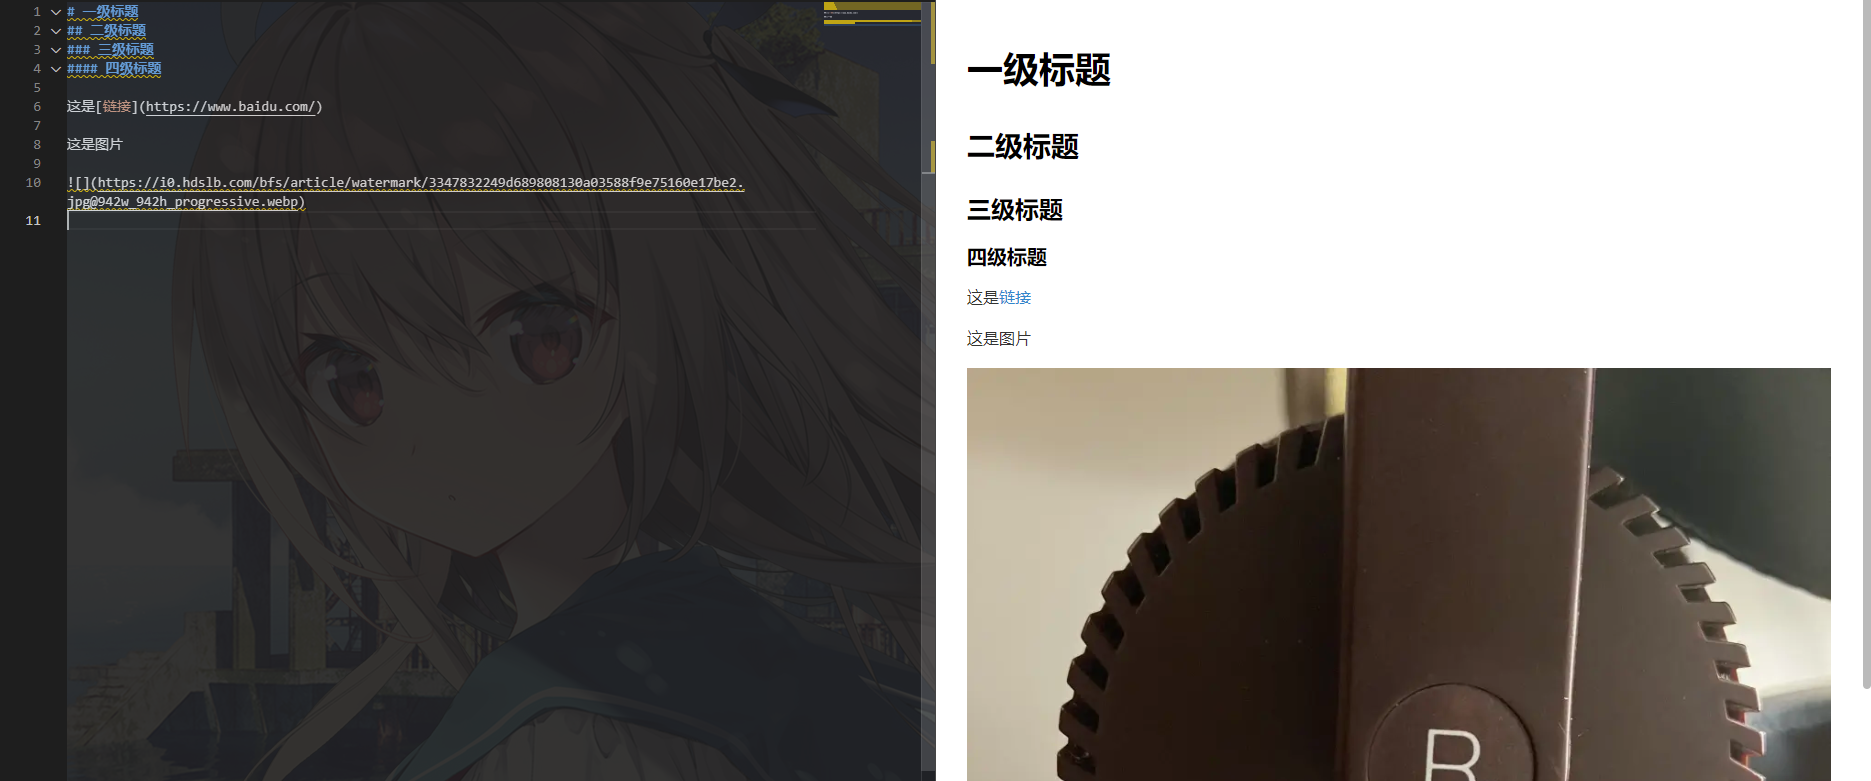 1 # 一级标题
2 ## 二级标题
3 ### 三级标题
4 #### 四级标题
5
6 这是[链接](https://www.baidu.com/)
7
8 这是图片
9
10 ![](https://i0.hdslb.com/bfs/article/watermark/3347832249d689808130a03588f9e75160e17be2.
jpg@942w_942h_progressive.webp)
11
一级标题
二级标题
三级标题
四级标题
这是链接
这是图片
B